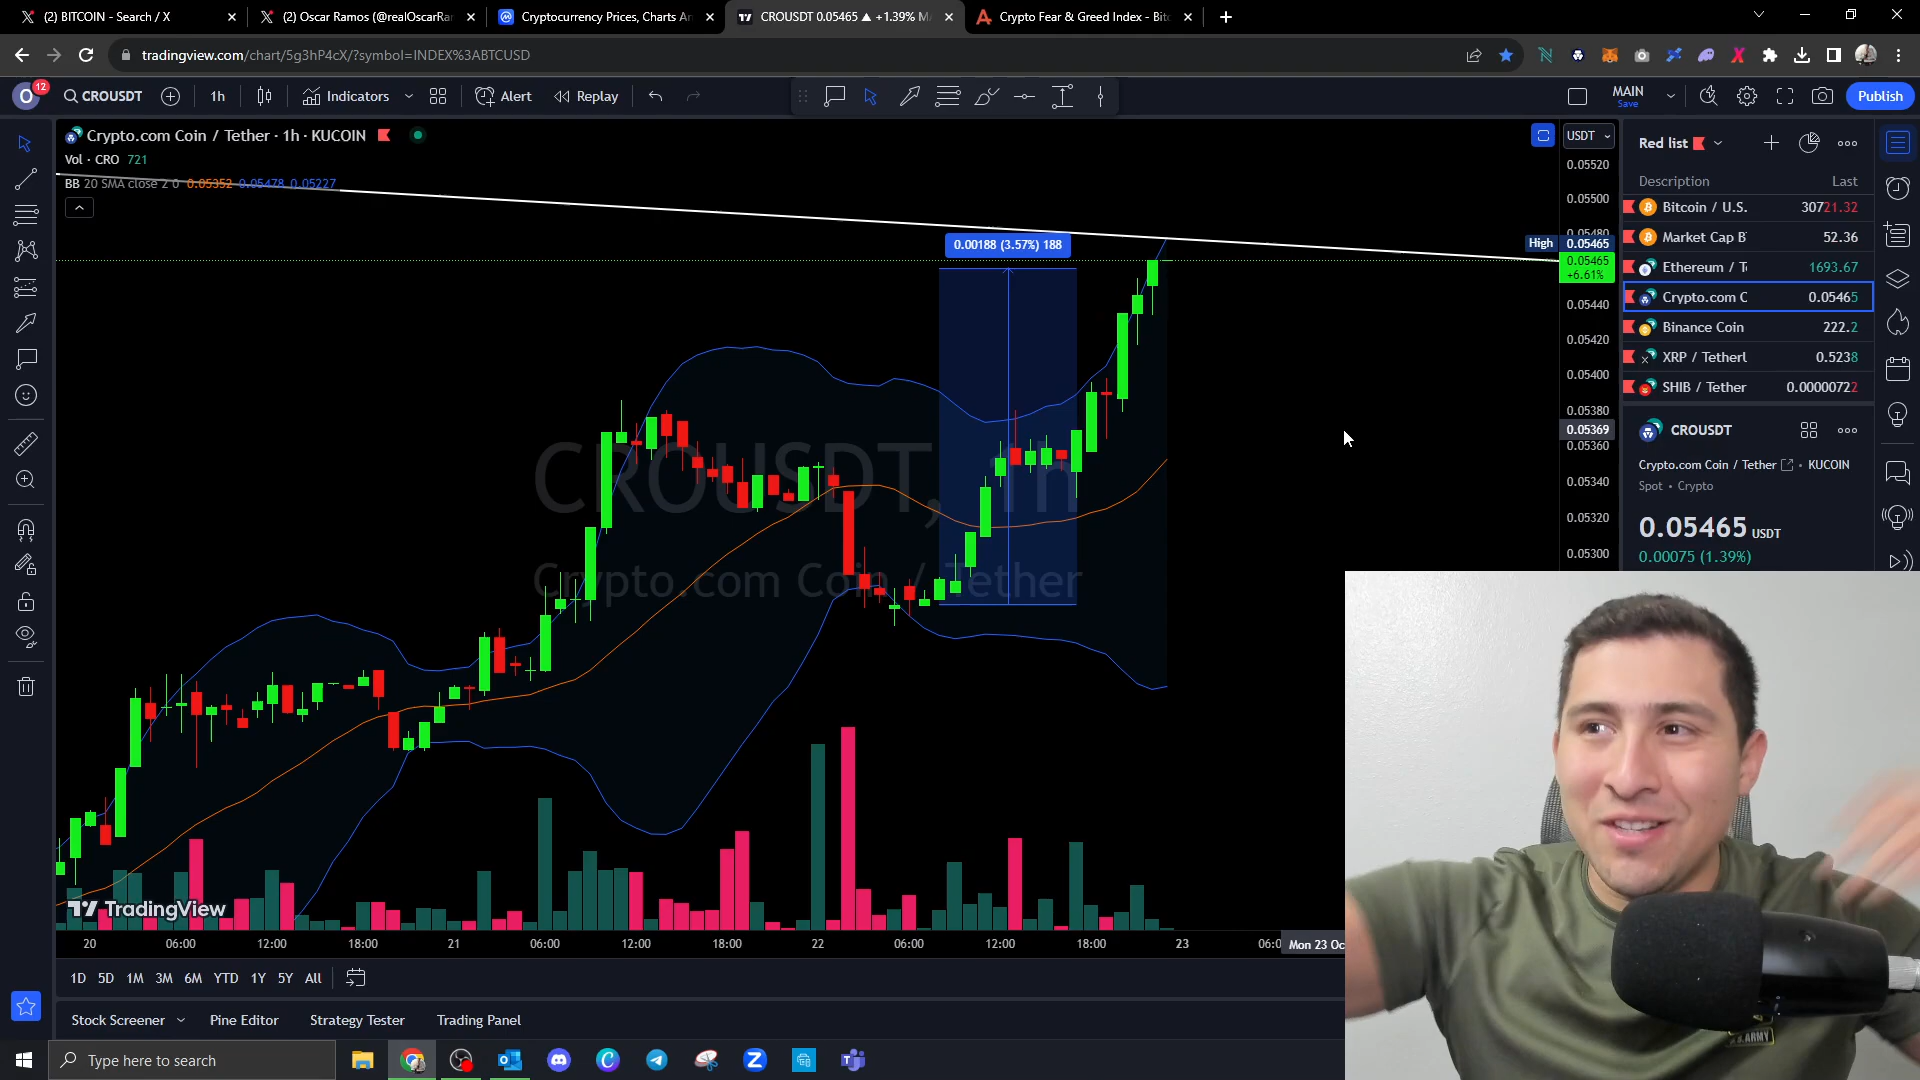 (2) BITCOIN - Search / X
(2) Oscar Ramos (@realOscarRar
Cryptocurrency Prices, Charts An
CROUSDT 0.05465 ▲ +1.39% MA
Crypto Fear & Greed Index - Bitc
tradingview.com/chart/5g3hP4cX/?symbol=INDEX%3ABTCUSD
O 12
CROUSDT
1h
Indicators
Alert
Replay
MAIN
Save
Publish
Crypto.com Coin / Tether · 1h · KUCOIN
Vol · CRO 721
BB 20 SMA close 2 0 0.05352 0.05478 0.05227
USDT
0.05520
0.05500
0.05480
High 0.05465
0.05465
+6.61%
0.05440
0.05420
0.05400
0.05380
0.05369
0.05360
0.05340
0.05320
0.05300
0.00188 (3.57%) 188
CROUSDT, 1h
Crypto.com Coin / Tether
TradingView
20 06:00 12:00 18:00 21 06:00 12:00 18:00 22 06:00 12:00 18:00 23 06:0 Mon 23 Oc
1D 5D 1M 3M 6M YTD 1Y 5Y All
Stock Screener
Pine Editor
Strategy Tester
Trading Panel
Red list
Description Last
Bitcoin / U.S. 30721.32
Market Cap B 52.36
Ethereum / T 1693.67
Crypto.com C 0.05465
Binance Coin 222.2
XRP / Tether 0.5238
SHIB / Tether 0.00000722
CROUSDT
Crypto.com Coin / Tether • KUCOIN
Spot • Crypto
0.05465 USDT
0.00075 (1.39%)
Type here to search
.ARMY